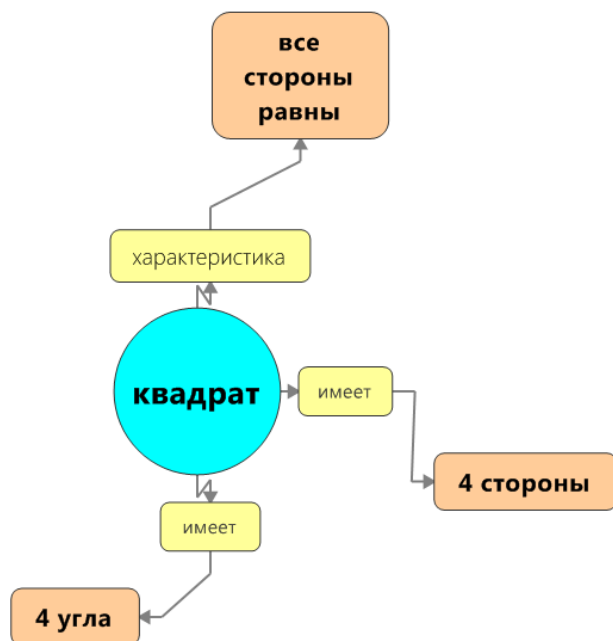 все
стороны
равны
характеристика
квадрат
имеет
4 стороны
имеет
4 угла